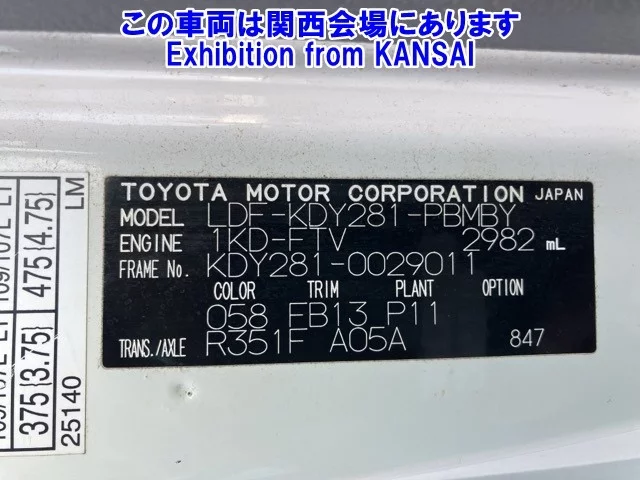 この車両は関西会場にあります
Exhibition from KANSAI
TOYOTA MOTOR CORPORATION JAPAN
MODEL LDF-KDY281-PBMBY
ENGINE 1KD-FTV 2982 mL
FRAME No. KDY281-0029011
COLOR TRIM PLANT OPTION
058 FB13 P11
TRANS./AXLE R351F A05A 847
375 {3.75} 475 {4.75}
25140 LM